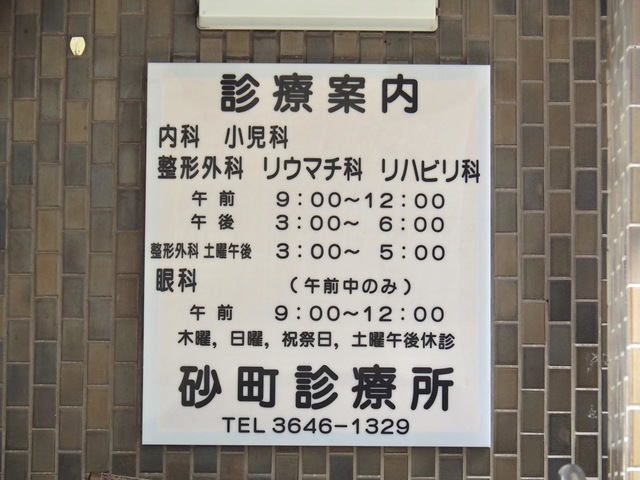 診療案内
内科 小児科
整形外科 リウマチ科 リハビリ科
午前 9:00〜12:00
午後 3:00〜 6:00
整形外科 土曜午後 3:00〜 5:00
眼科 (午前中のみ)
午前 9:00〜12:00
木曜, 日曜, 祝祭日, 土曜午後休診
砂町診療所
TEL 3646-1329